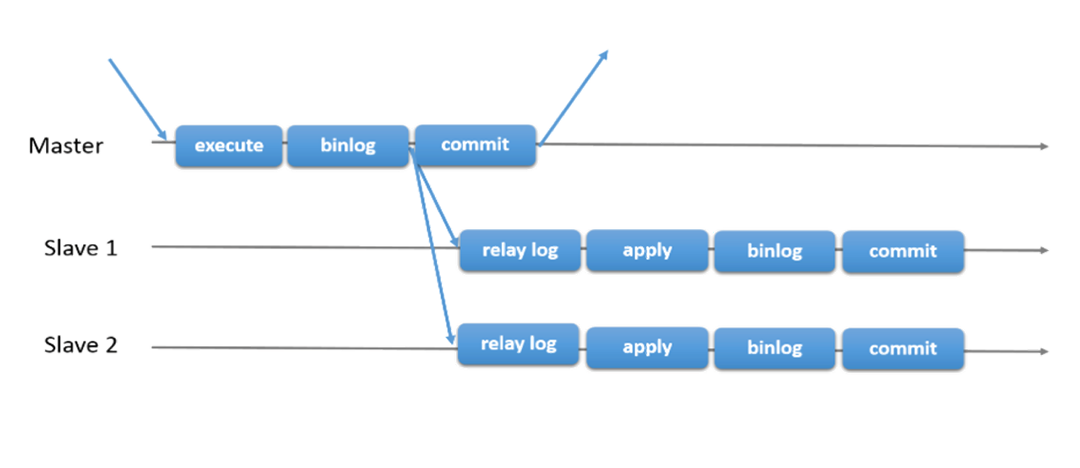 Master
execute
binlog
commit
Slave 1
relay log
apply
binlog
commit
Slave 2
relay log
apply
binlog
commit